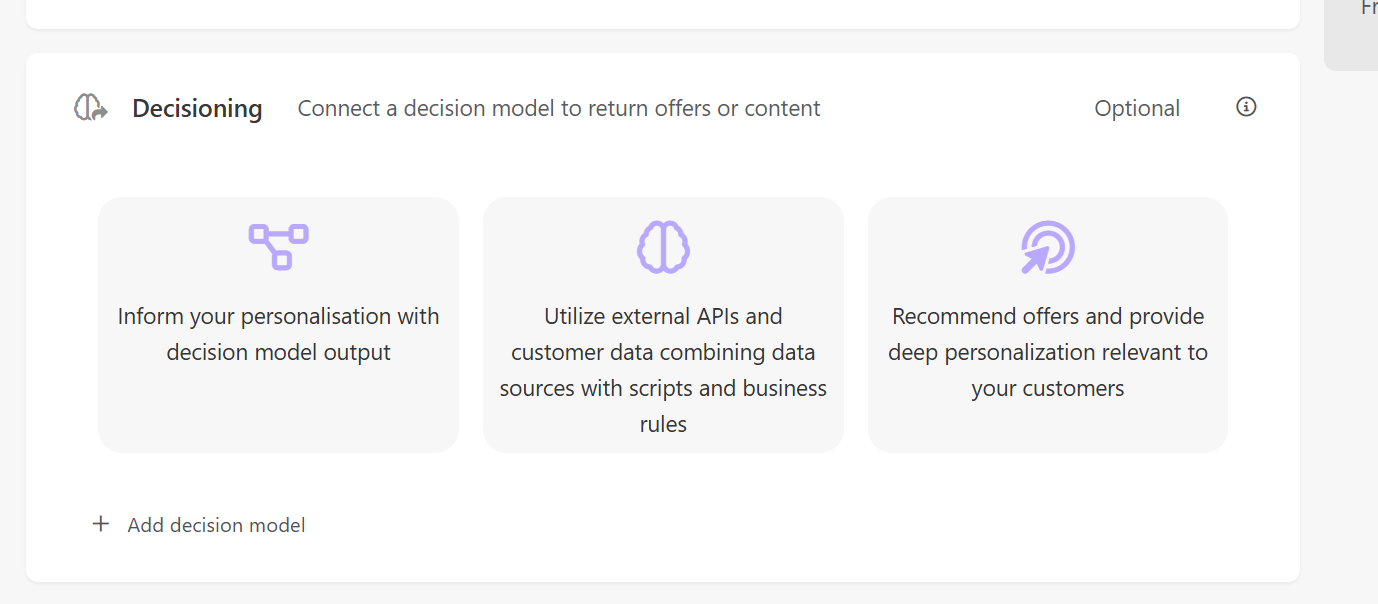 Decisioning Connect a decision model to return offers or content Optional
Inform your personalisation with
decision model output
Utilize external APIs and
customer data combining data
sources with scripts and business
rules
Recommend offers and provide
deep personalization relevant to
your customers
+ Add decision model